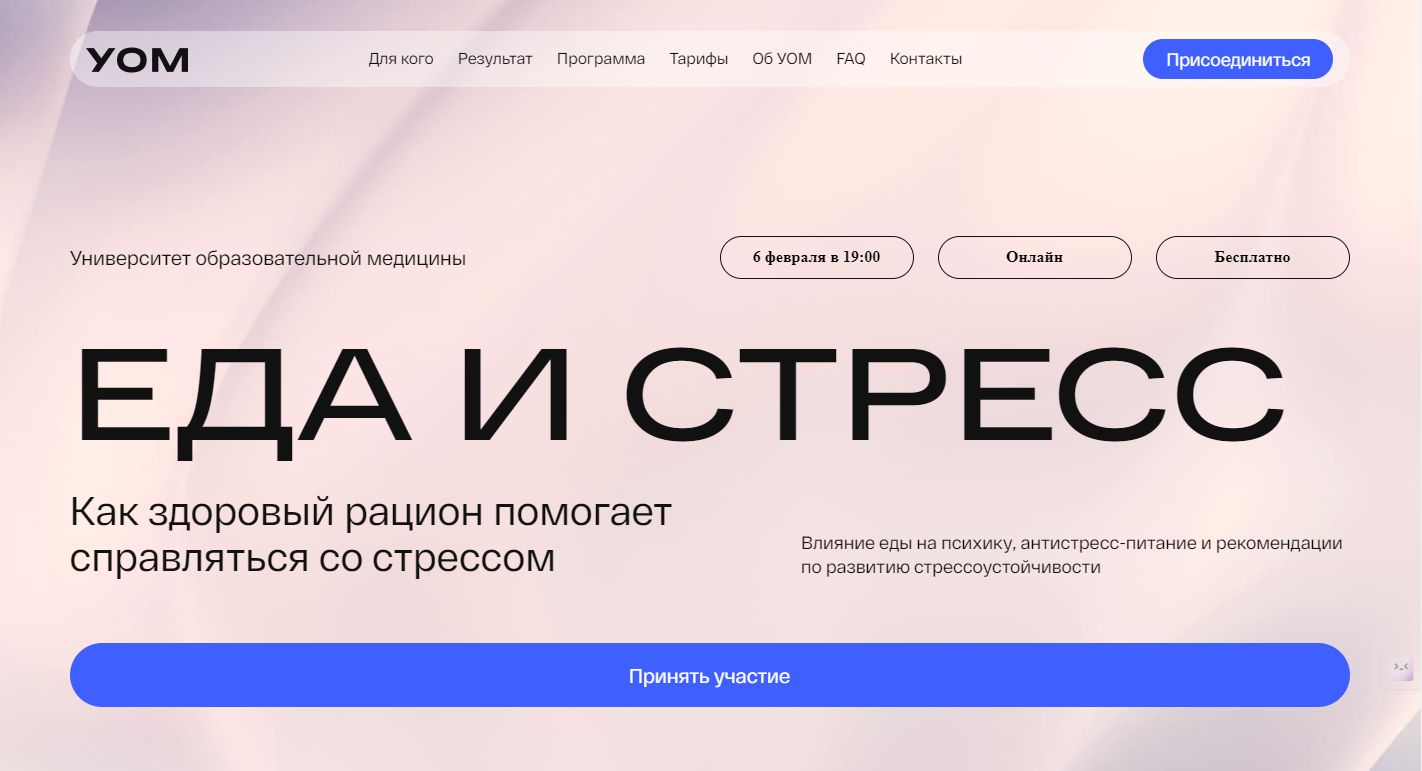 УОМ
Для кого Результат Программа Тарифы Об УОМ FAQ Контакты
Присоединиться
Университет образовательной медицины
6 февраля в 19:00
Онлайн
Бесплатно
ЕДА И СТРЕСС
Как здоровый рацион помогает
справляться со стрессом
Влияние еды на психику, антистресс-питание и рекомендации
по развитию стрессоустойчивости
Принять участие